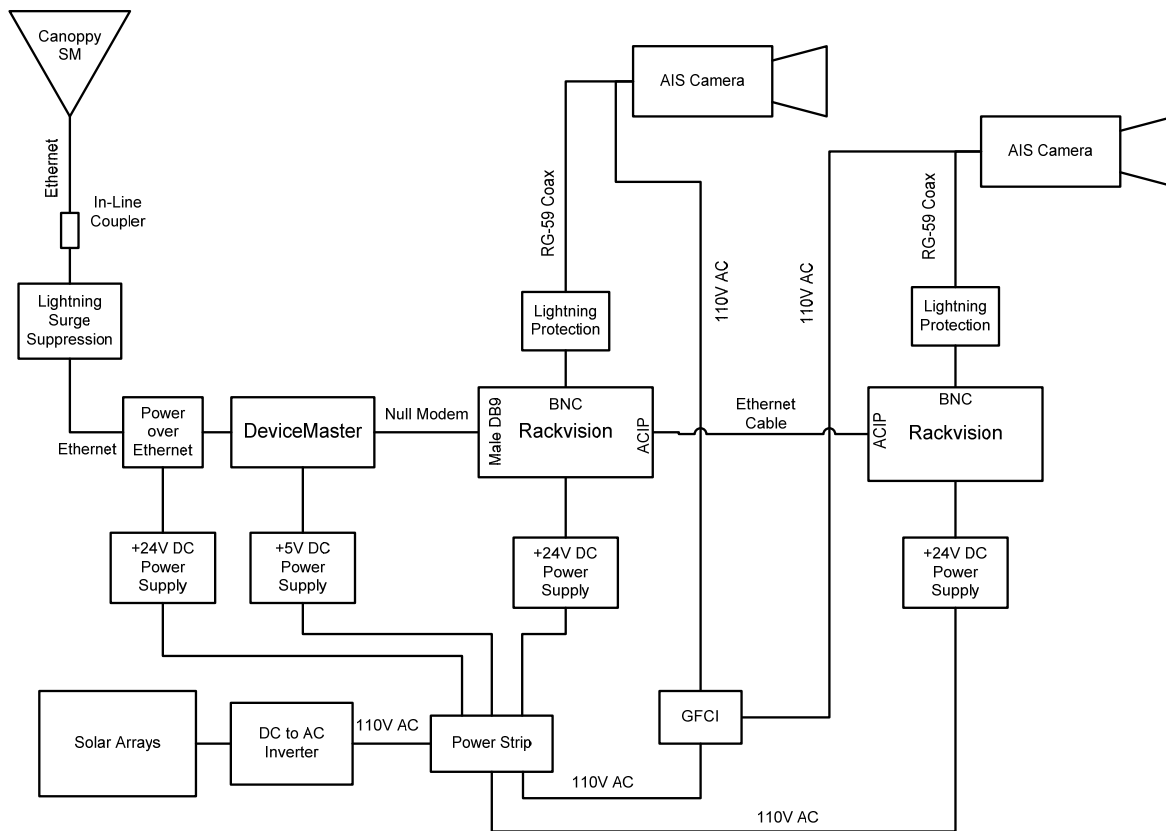 Canoppy
SM
Ethernet
In-Line
Coupler
Lightning
Surge
Suppression
Ethernet
Power
over
Ethernet
DeviceMaster
Null Modem
+24V DC
Power
Supply
+5V DC
Power
Supply
AIS Camera
RG-59 Coax
110V AC
Lightning
Protection
Male DB9
BNC
Rackvision
ACIP
Ethernet
Cable
+24V DC
Power
Supply
AIS Camera
110V AC
RG-59 Coax
Lightning
Protection
ACIP
BNC
Rackvision
+24V DC
Power
Supply
Solar Arrays
DC to AC
Inverter
110V AC
Power Strip
GFCI
110V AC
110V AC